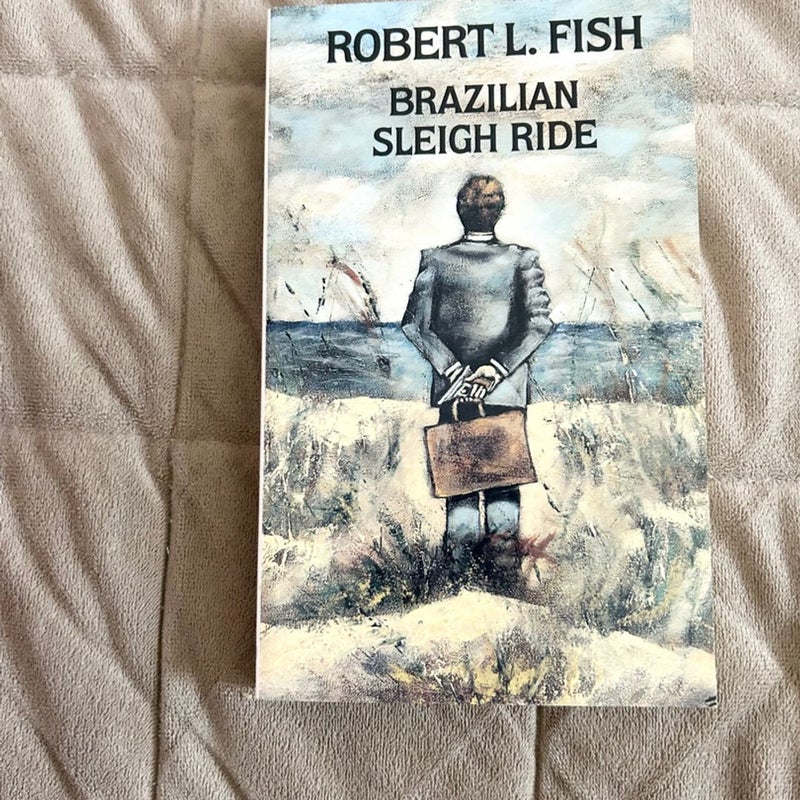 ROBERT L. FISH
BRAZILIAN
SLEIGH RIDE